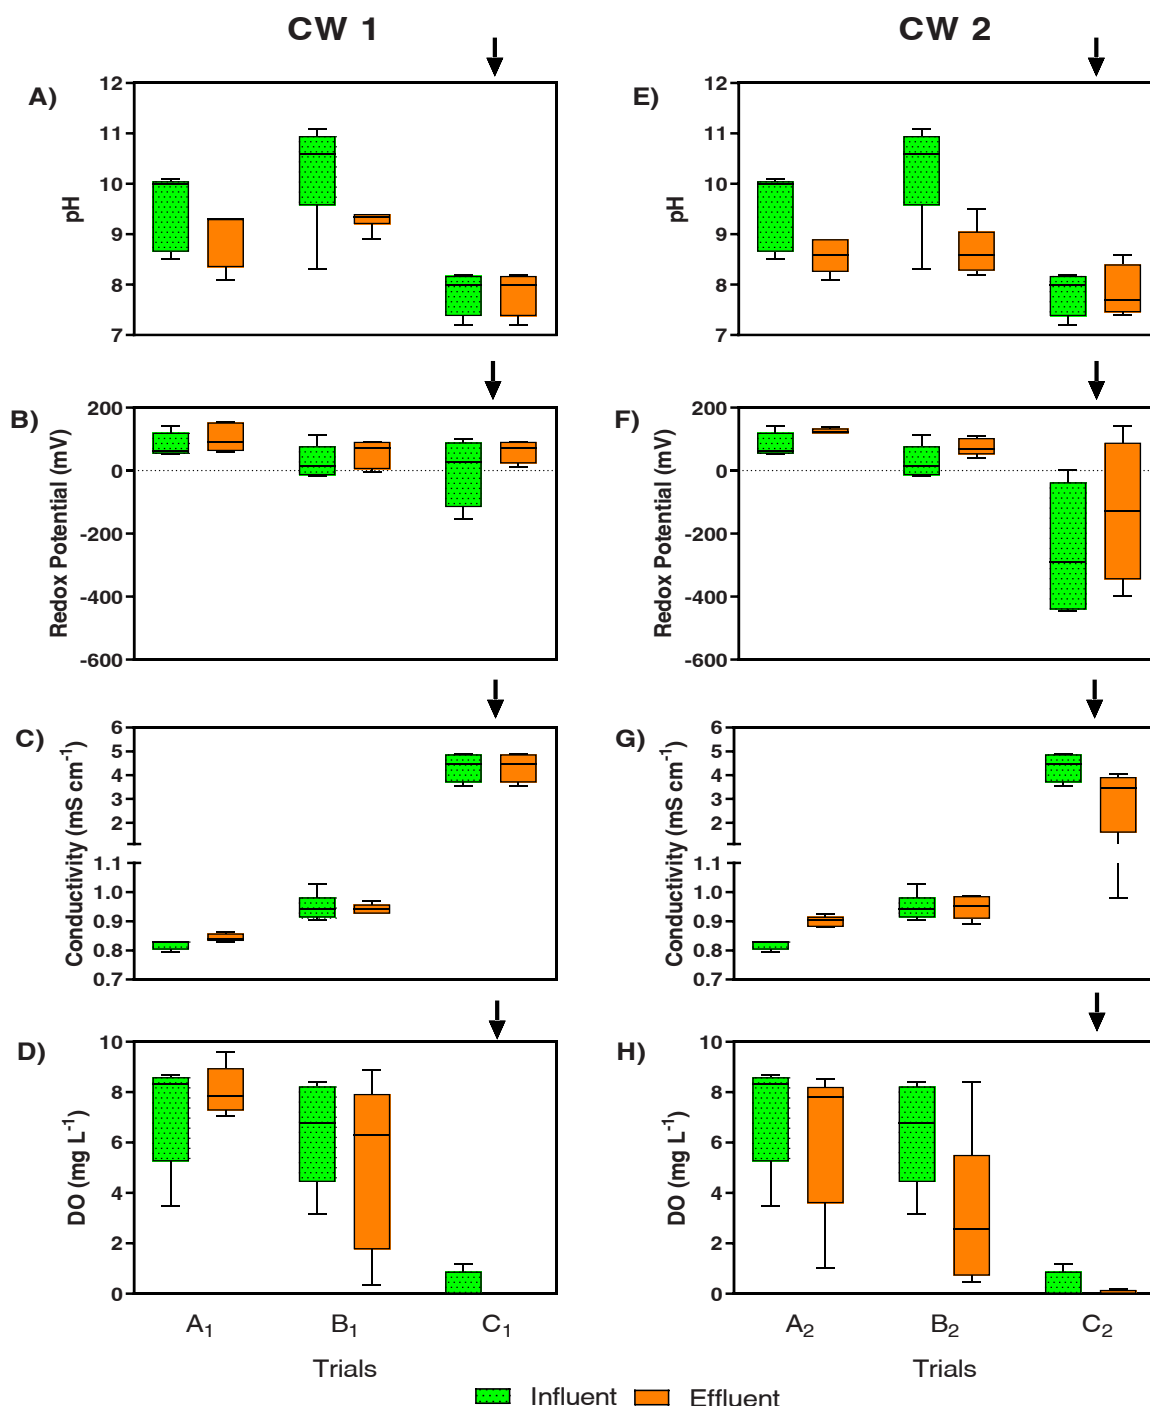 CW 1
CW 2
A)
pH
12
11
10
9
8
7
E)
pH
12
11
10
9
8
7
B)
Redox Potential (mV)
200
0
-200
-400
-600
F)
Redox Potential (mV)
200
0
-200
-400
-600
C)
Conductivity (mS cm⁻¹)
6
5
4
3
2
1.1
1.0
0.9
0.8
0.7
G)
Conductivity (mS cm⁻¹)
6
5
4
3
2
1.1
1.0
0.9
0.8
0.7
D)
DO (mg L⁻¹)
10
8
6
4
2
0
A₁ B₁ C₁
Trials
H)
DO (mg L⁻¹)
10
8
6
4
2
0
A₂ B₂ C₂
Trials
Influent Effluent